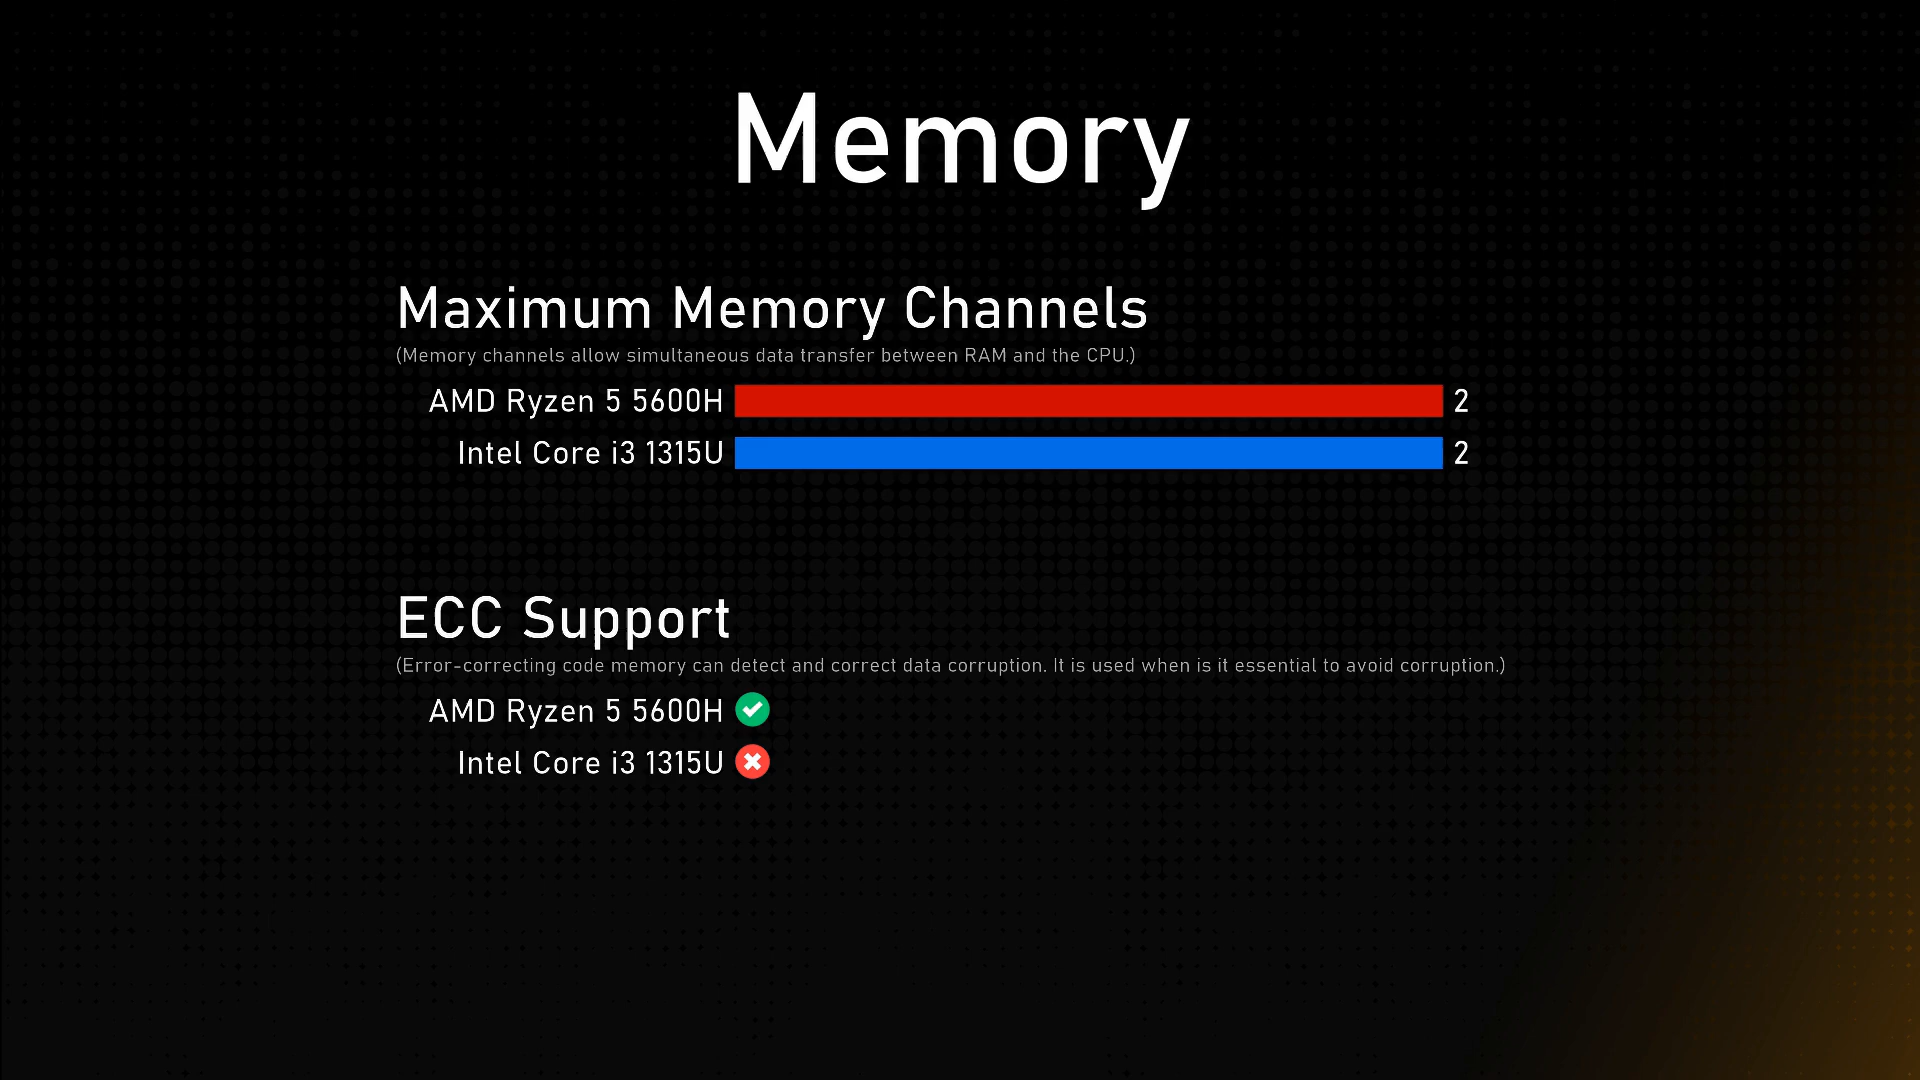 Memory
Maximum Memory Channels
(Memory channels allow simultaneous data transfer between RAM and the CPU.)
AMD Ryzen 5 5600H 2
Intel Core i3 1315U 2
ECC Support
(Error-correcting code memory can detect and correct data corruption. It is used when is it essential to avoid corruption.)
AMD Ryzen 5 5600H
Intel Core i3 1315U